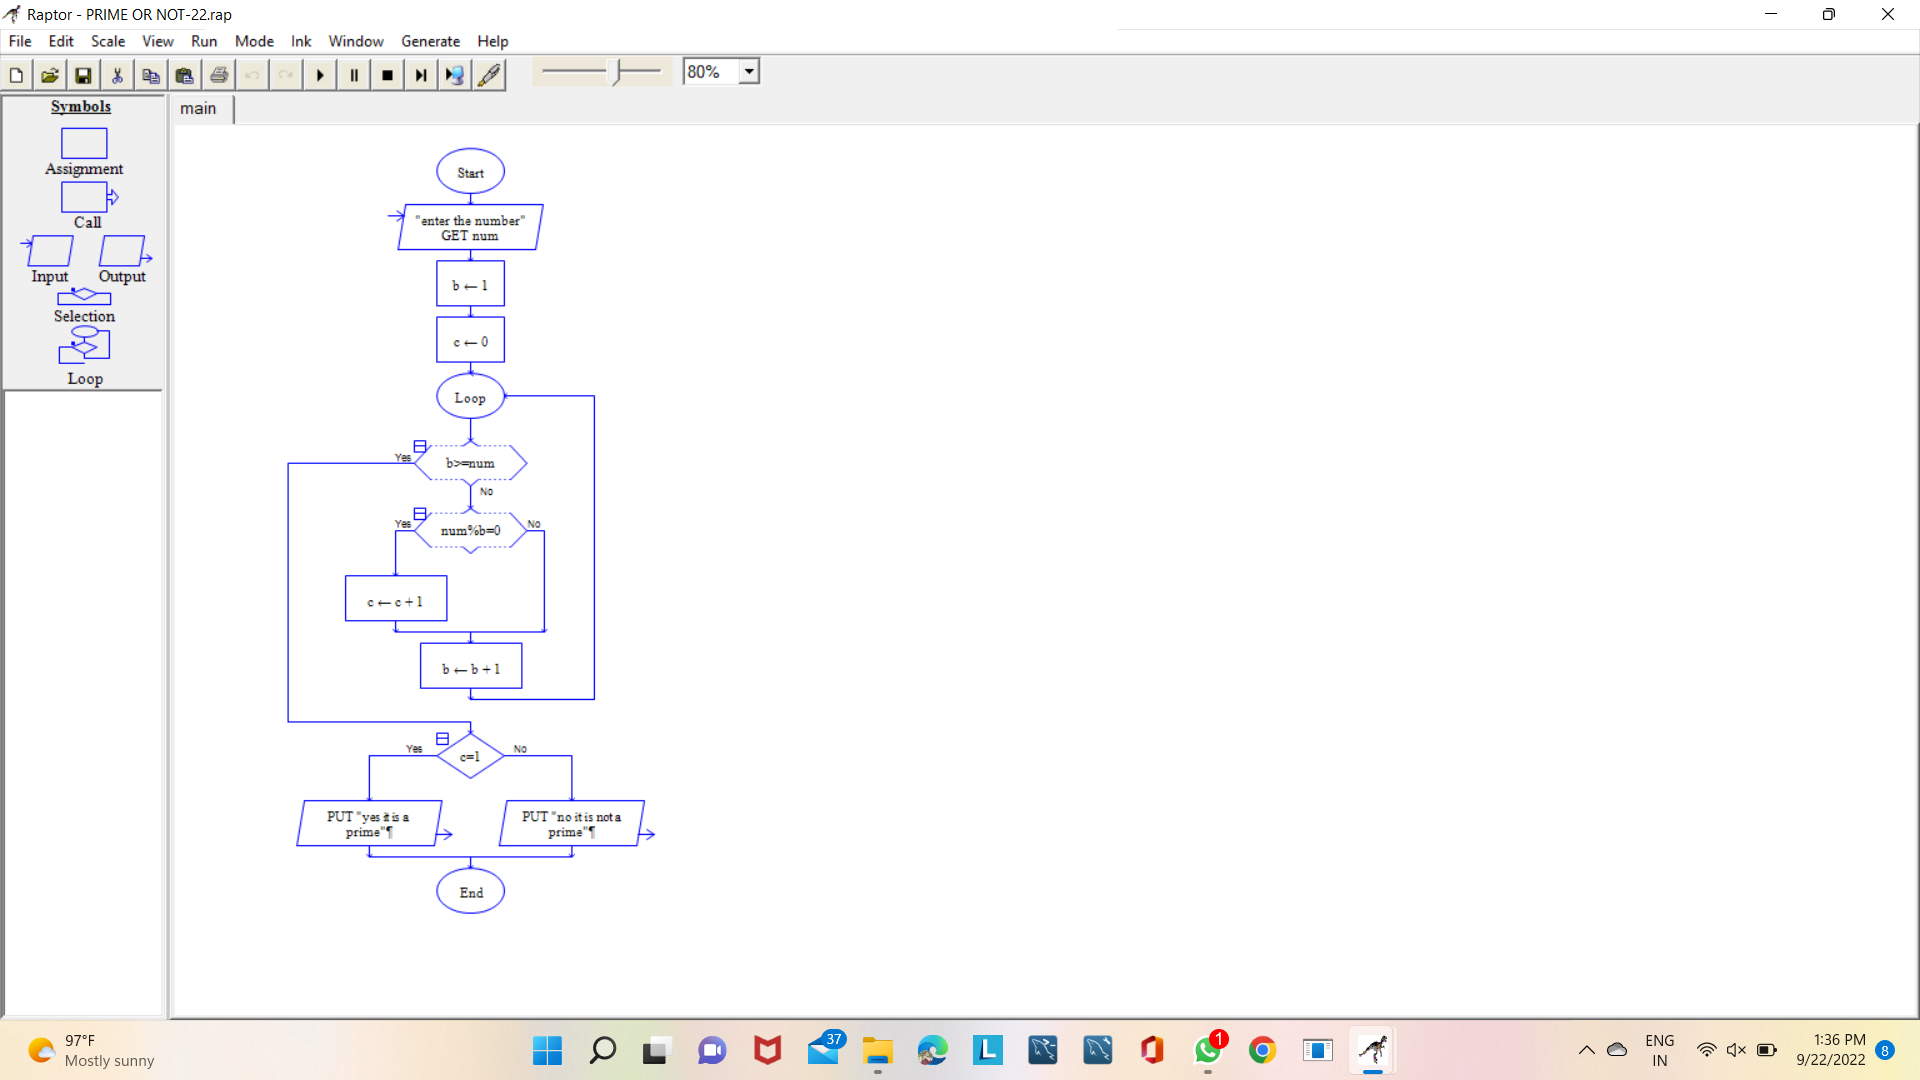 Raptor - PRIME OR NOT-22.rap
File Edit Scale View Run Mode Ink Window Generate Help
80%
Symbols
Assignment
Call
Input Output
Selection
Loop
main
Start
"enter the number"
GET num
b ← 1
c ← 0
Loop
Yes
b>=num
No
Yes
num%b=0
No
c ← c + 1
b ← b + 1
Yes
c=1
No
PUT "yes it is a
prime"¶
PUT "no it is not a
prime"¶
End
97°F
Mostly sunny
37
L
1
ENG
IN
1:36 PM
9/22/2022
8